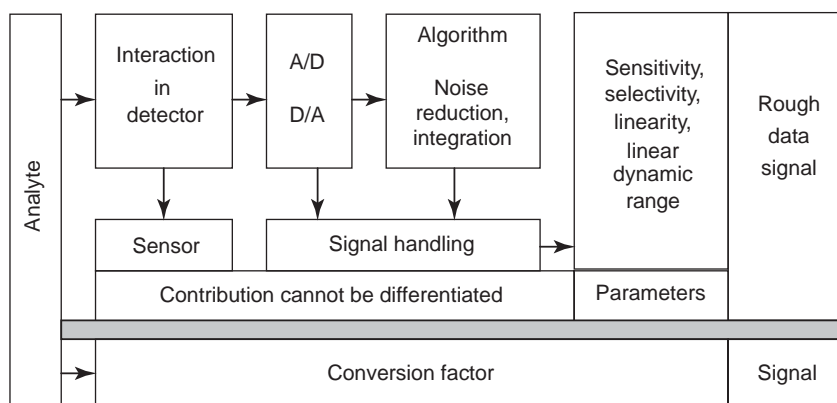 Analyte
Interaction
in
detector
A/D
D/A
Algorithm
Noise
reduction,
integration
Sensitivity,
selectivity,
linearity,
linear
dynamic
range
Rough
data
signal
Sensor
Signal handling
Contribution cannot be differentiated
Parameters
Conversion factor
Signal